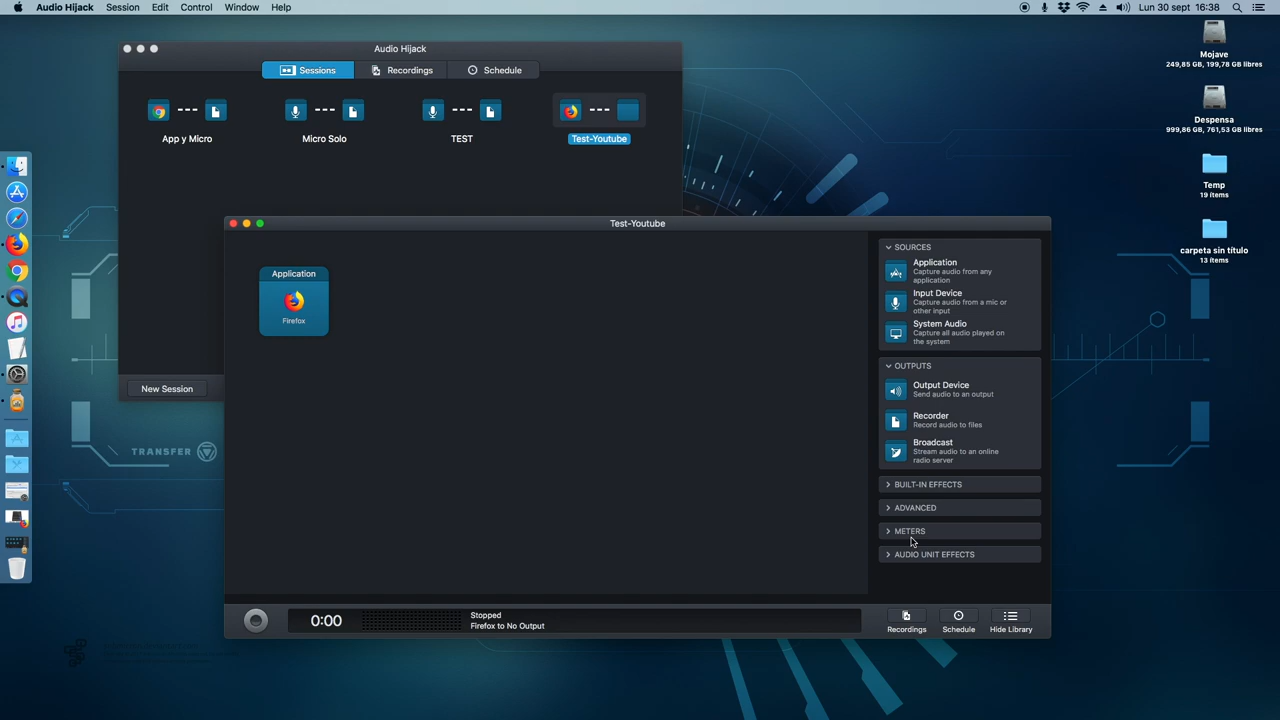 Audio Hijack Session Edit Control Window Help
Lun 30 sept 16:38
Audio Hijack
Sessions Recordings Schedule
App y Micro
Micro Solo
TEST
Test-Youtube
New Session
Mojave
249,85 GB, 199,78 GB libres
Despensa
999,86 GB, 761,53 GB libres
Temp
19 ítems
carpeta sin título
13 ítems
TRANSFER
Test-Youtube
Application
Firefox
SOURCES
Application
Capture audio from any
application
Input Device
Capture audio from a mic or
other input
System Audio
Capture all audio played on
the system
OUTPUTS
Output Device
Send audio to an output
Recorder
Record audio to files
Broadcast
Stream audio to an online
radio server
BUILT-IN EFFECTS
ADVANCED
METERS
AUDIO UNIT EFFECTS
0:00
Stopped
Firefox to No Output
Recordings Schedule Hide Library